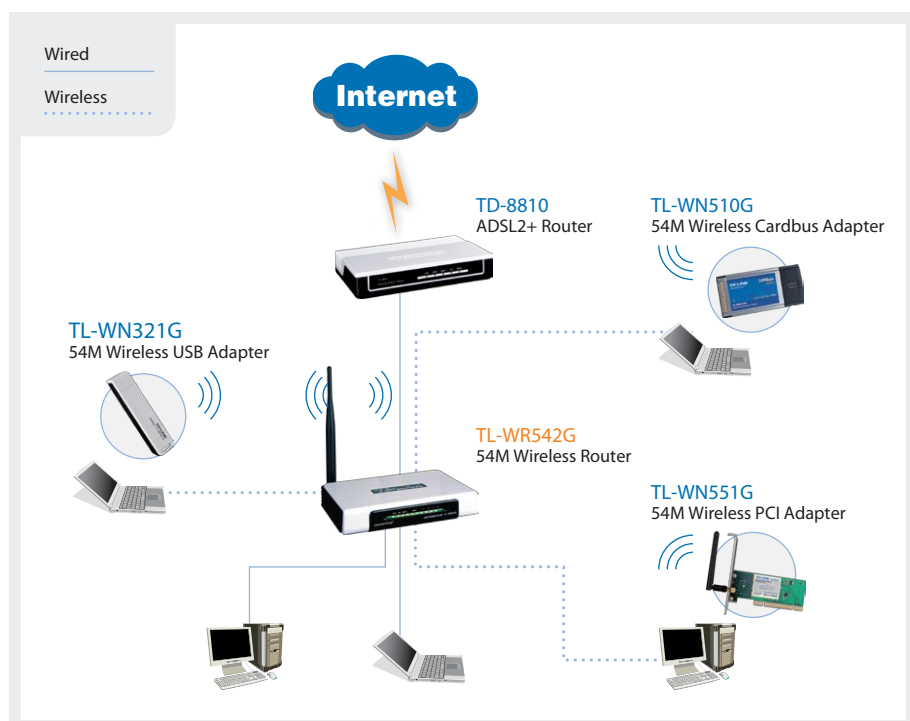 Wired
Wireless
Internet
TD-8810
ADSL2+ Router
TL-WN510G
54M Wireless Cardbus Adapter
TL-WN321G
54M Wireless USB Adapter
TL-WR542G
54M Wireless Router
TL-WN551G
54M Wireless PCI Adapter